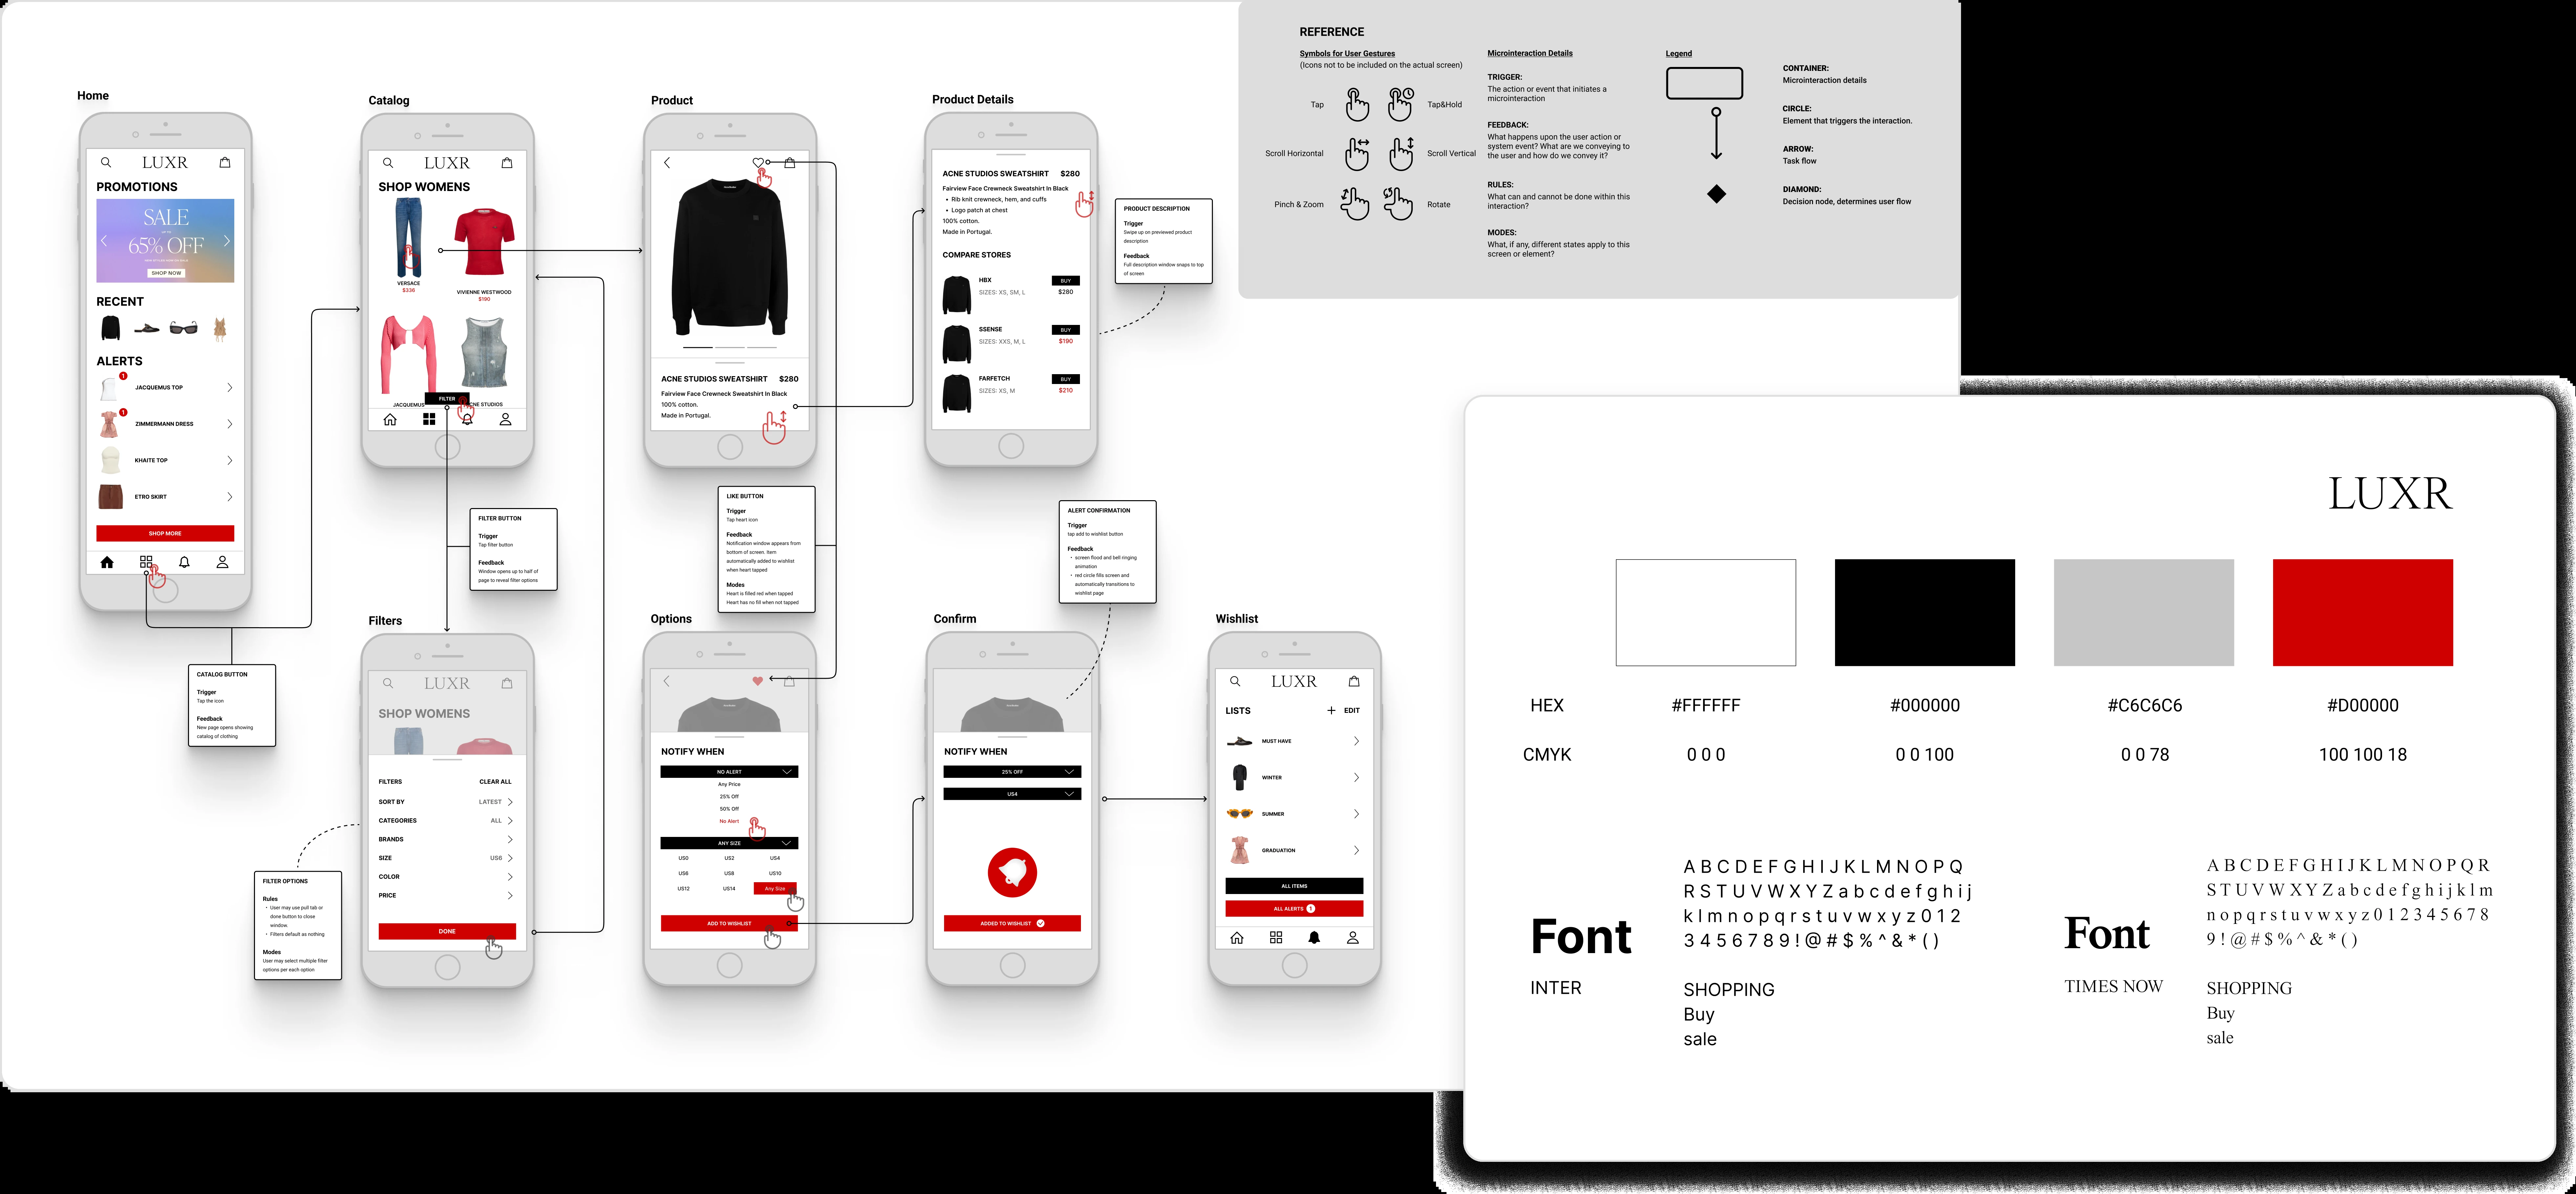 Home
LUXR
PROMOTIONS
SALE
UP TO
65% OFF
SHOP NOW
RECENT
ALERTS
1
JACQUEMUS TOP
1
ZIMMERMANN DRESS
KHAITE TOP
ETRO SKIRT
SHOP MORE
CATALOG BUTTON
Trigger
Tap the icon
Feedback
New page opens showing
catalog of clothing
Catalog
LUXR
SHOP WOMENS
VERSACE
$336
VIVIENNE WESTWOOD
$190
JACQUEMUS
FILTER
STUDIOS
FILTER BUTTON
Trigger
Tap filter button
Feedback
Window opens up to half of
page to reveal filter options
Filters
LUXR
SHOP WOMENS
FILTERS CLEAR ALL
SORT BY LATEST
CATEGORIES ALL
BRANDS
SIZE US6
COLOR
PRICE
DONE
FILTER OPTIONS
Rules
• User may use pull tab or
done button to close
window.
• Filters default as nothing
Modes
User may select multiple filter
options per each option
Product
ACNE STUDIOS SWEATSHIRT $280
Fairview Face Crewneck Sweatshirt In Black
100% cotton.
Made in Portugal.
LIKE BUTTON
Trigger
Tap heart icon
Feedback
Notification window appears from
bottom of screen. Item
automatically added to wishlist
when heart tapped
Modes
Heart is filled red when tapped
Heart has no fill when not tapped
Options
NOTIFY WHEN
NO ALERT
Any Price
25% Off
50% Off
No Alert
ANY SIZE
US0 US2 US4
US6 US8 US10
US12 US14 Any Size
ADD TO WISHLIST
Product Details
ACNE STUDIOS SWEATSHIRT $280
Fairview Face Crewneck Sweatshirt In Black
• Rib knit crewneck, hem, and cuffs
• Logo patch at chest
100% cotton.
Made in Portugal.
COMPARE STORES
HBX BUY
SIZES: XS, SM, L $280
SSENSE BUY
SIZES: XXS, M, L $190
FARFETCH BUY
SIZES: XS, M $210
PRODUCT DESCRIPTION
Trigger
Swipe up on previewed product
description
Feedback
Full description window snaps to top
of screen
ALERT CONFIRMATION
Trigger
tap add to wishlist button
Feedback
• screen flood and bell ringing
animation
• red circle fills screen and
automatically transitions to
wishlist page
Confirm
NOTIFY WHEN
25% OFF
US4
ADDED TO WISHLIST
Wishlist
LUXR
LISTS + EDIT
MUST HAVE
WINTER
SUMMER
GRADUATION
ALL ITEMS
ALL ALERTS 1
REFERENCE
Symbols for User Gestures
(Icons not to be included on the actual screen)
Tap Tap&Hold
Scroll Horizontal Scroll Vertical
Pinch & Zoom Rotate
Microinteraction Details
TRIGGER:
The action or event that initiates a
microinteraction
FEEDBACK:
What happens upon the user action or
system event? What are we conveying to
the user and how do we convey it?
RULES:
What can and cannot be done within this
interaction?
MODES:
What, if any, different states apply to this
screen or element?
Legend
CONTAINER:
Microinteraction details
CIRCLE:
Element that triggers the interaction.
ARROW:
Task flow
DIAMOND:
Decision node, determines user flow
LUXR
HEX #FFFFFF #000000 #C6C6C6 #D00000
CMYK 0 0 0 0 0 100 0 0 78 100 100 18
Font
INTER
A B C D E F G H I J K L M N O P Q
R S T U V W X Y Z a b c d e f g h i j
k l m n o p q r s t u v w x y z 0 1 2
3 4 5 6 7 8 9 ! @ # $ % ^ & * ( )
SHOPPING
Buy
sale
Font
TIMES NOW
A B C D E F G H I J K L M N O P Q R
S T U V W X Y Z a b c d e f g h i j k l m
n o p q r s t u v w x y z 0 1 2 3 4 5 6 7 8
9 ! @ # $ % ^ & * ( )
SHOPPING
Buy
sale